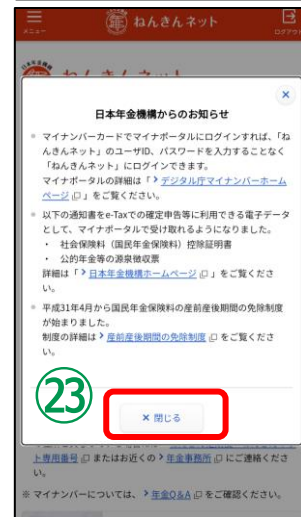 ねんきんネット
メニュー
ログアウト
日本年金機構
ねんきんネット
×
日本年金機構からのお知らせ
マイナンバーカードでマイナポータルにログインすれば、「ね
んきんネット」のユーザID、パスワードを入力することなく
「ねんきんネット」にログインできます。
マイナポータルの詳細は「デジタル庁マイナンバーホーム
ページ」をご覧ください。
以下の通知書をe-Taxでの確定申告等に利用できる電子データ
として、マイナポータルで受け取れるようになりました。
・ 社会保険料（国民年金保険料）控除証明書
・ 公的年金等の源泉徴収票
詳細は「日本年金機構ホームページ」をご覧くださ
い。
平成31年4月から国民年金保険料の産前産後期間の免除制度
が始まりました。
制度の詳細は 産前産後期間の免除制度 をご覧くださ
い。
㉓
× 閉じる
ト専用番号 またはお近くの 年金事務所 にご連絡くださ
い。
※ マイナンバーについては、 年金Q&A をご確認ください。